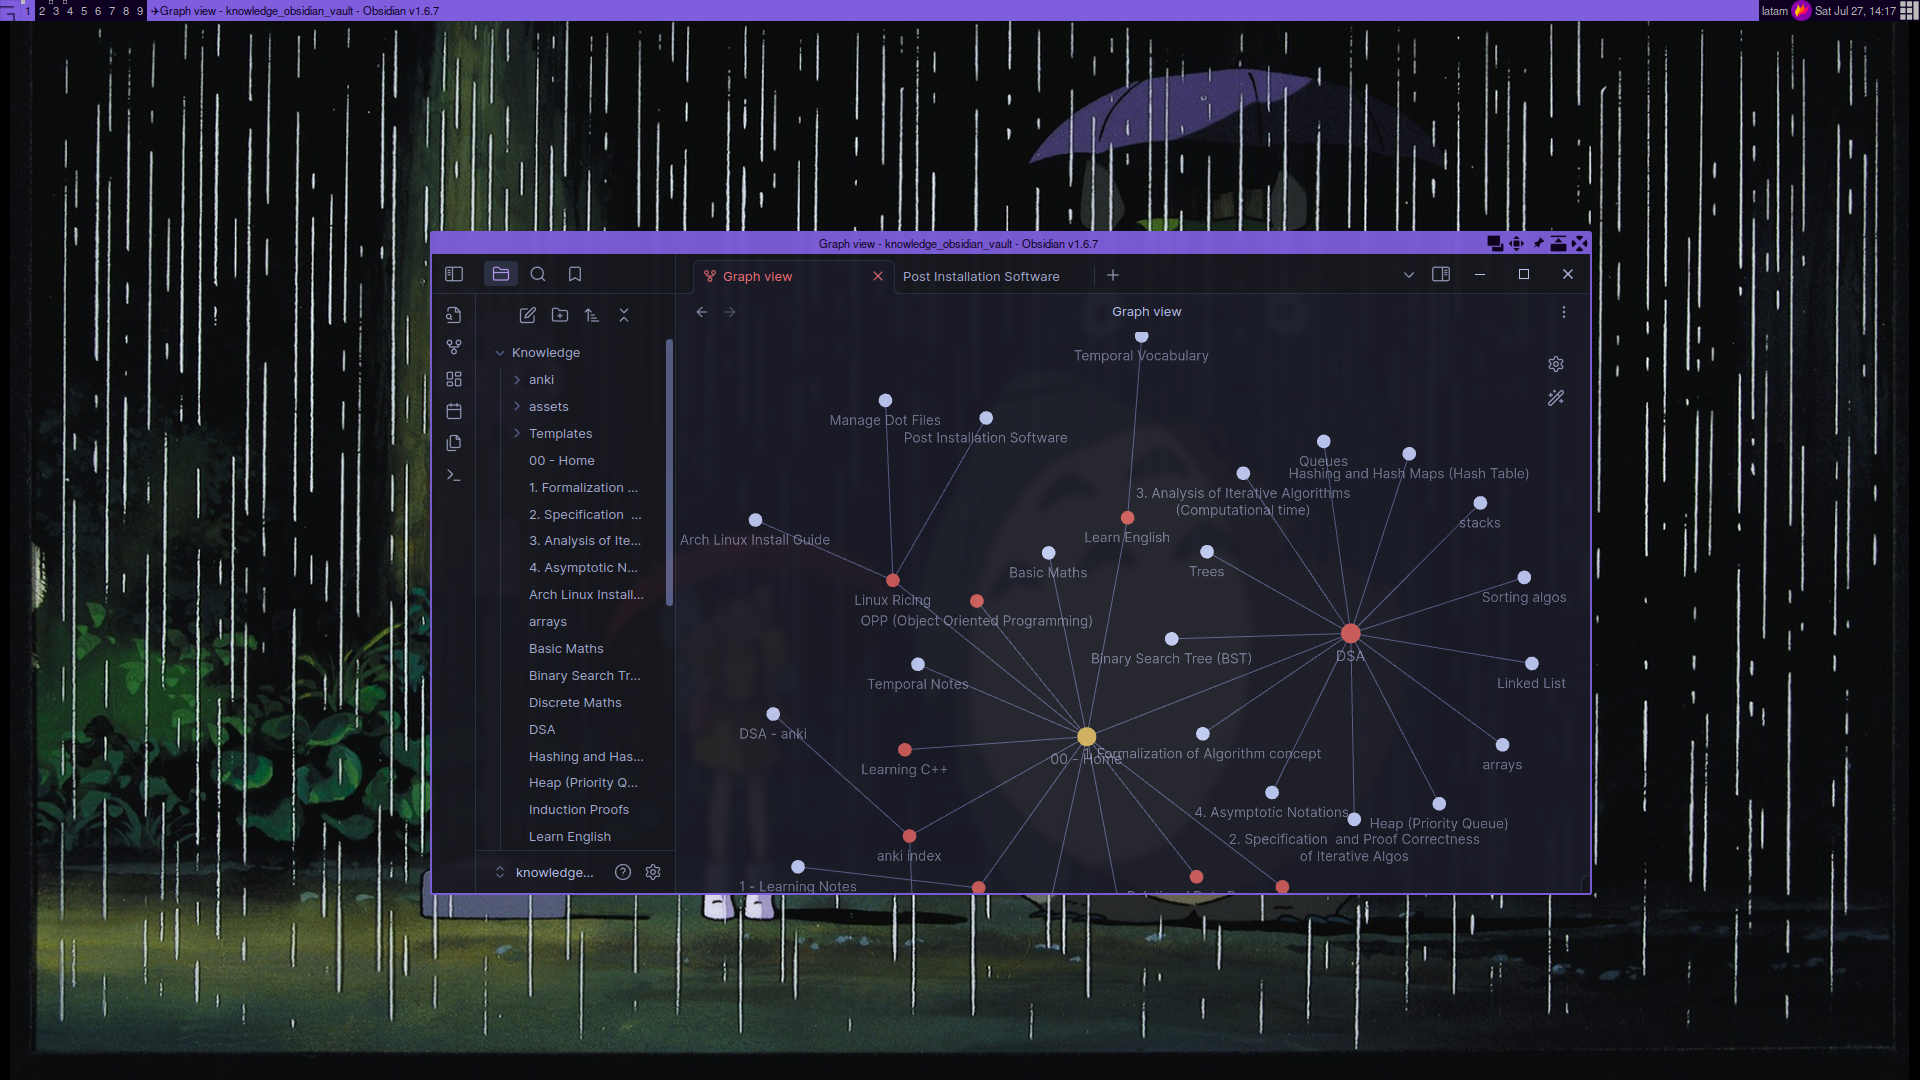 1 2 3 4 5 6 7 8 9 Graph view - knowledge_obsidian_vault - Obsidian v1.6.7
latam Sat Jul 27, 14:17
Graph view - knowledge_obsidian_vault - Obsidian v1.6.7
Graph view
Post Installation Software
Graph view
Knowledge
anki
assets
Templates
00 - Home
1. Formalization ...
2. Specification ...
3. Analysis of Ite...
4. Asymptotic N...
Arch Linux Install...
arrays
Basic Maths
Binary Search Tr...
Discrete Maths
DSA
Hashing and Has...
Heap (Priority Q...
Induction Proofs
Learn English
knowledge...
Temporal Vocabulary
Manage Dot Files
Post Installation Software
Queues
Hashing and Hash Maps (Hash Table)
3. Analysis of Iterative Algorithms
(Computational time)
stacks
Arch Linux Install Guide
Learn English
Basic Maths
Trees
Sorting algos
Linux Ricing
OPP (Object Oriented Programming)
Binary Search Tree (BST)
DSA
Temporal Notes
Linked List
DSA - anki
00 - Home
1. Formalization of Algorithm concept
Learning C++
arrays
4. Asymptotic Notations
Heap (Priority Queue)
2. Specification and Proof Correctness
of Iterative Algos
anki index
1 - Learning Notes